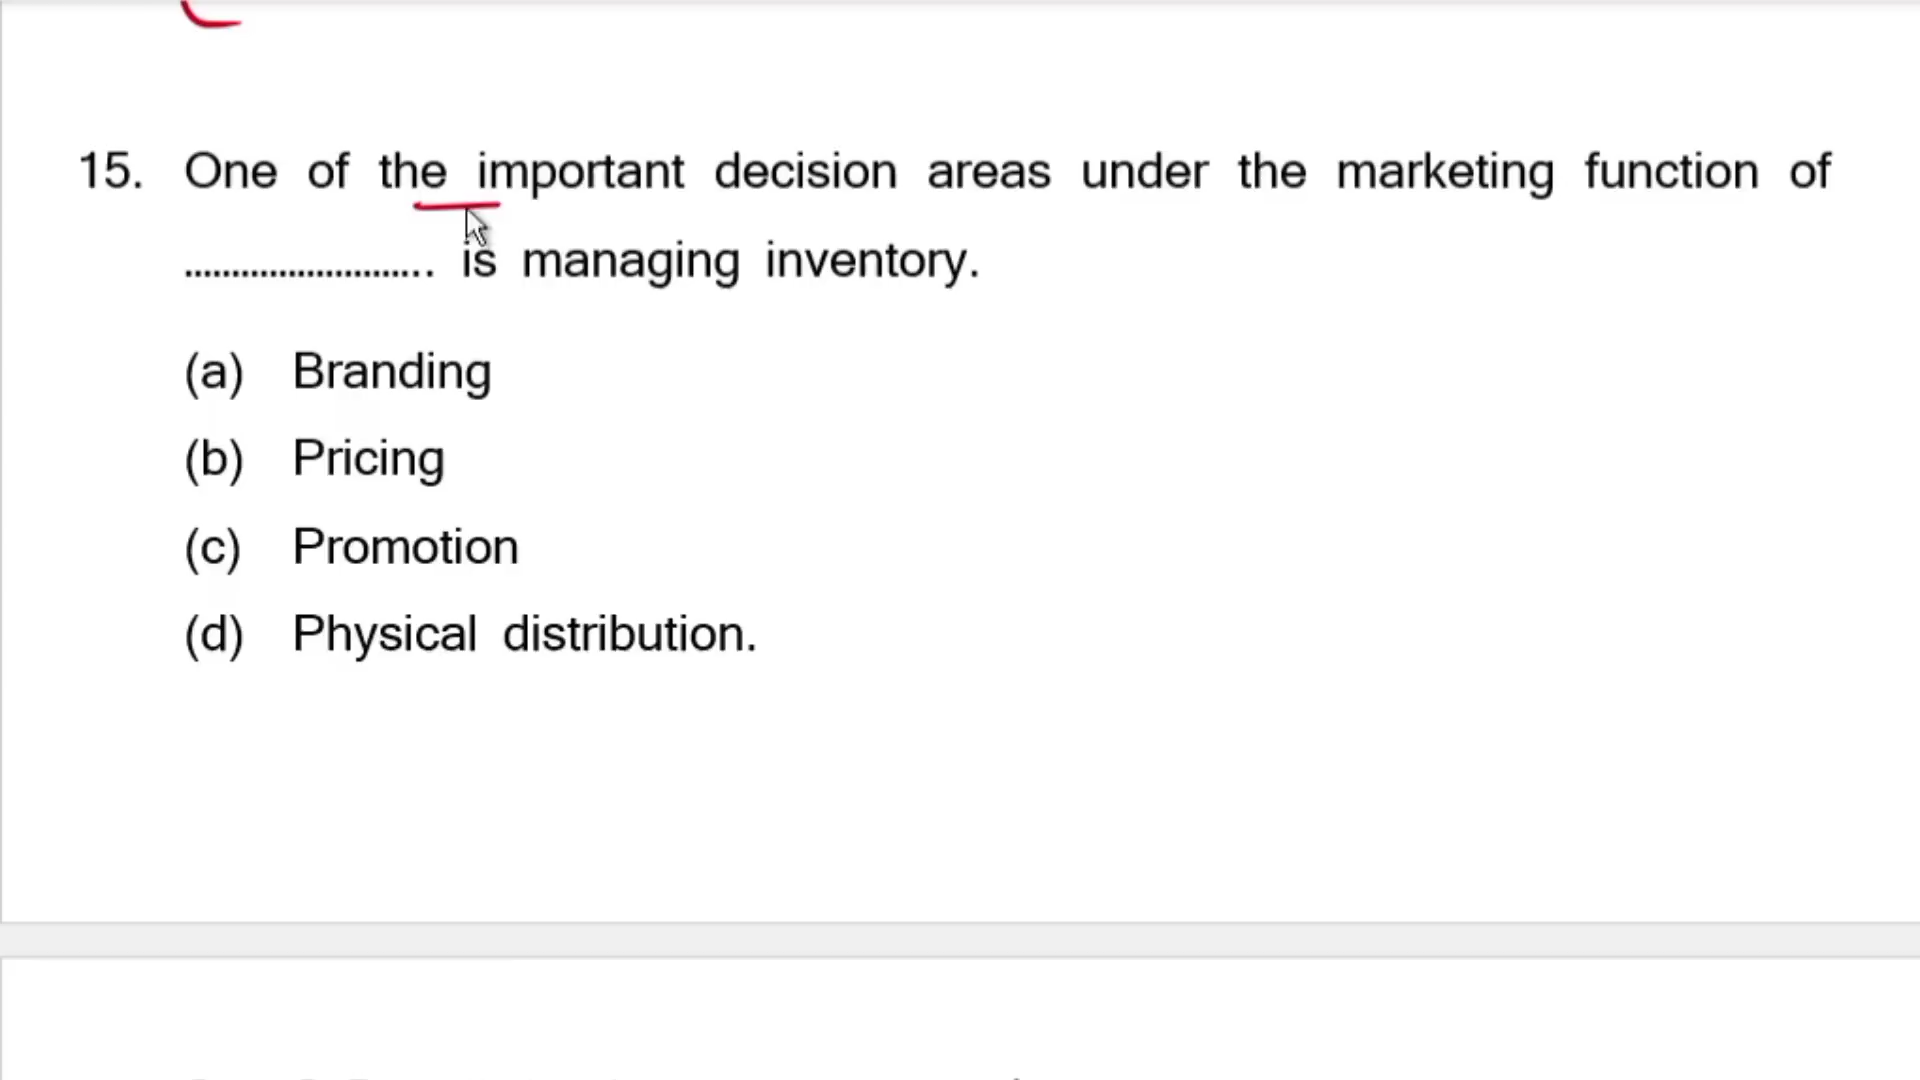 15. One of the important decision areas under the marketing function of
............................ is managing inventory.
(a) Branding
(b) Pricing
(c) Promotion
(d) Physical distribution.